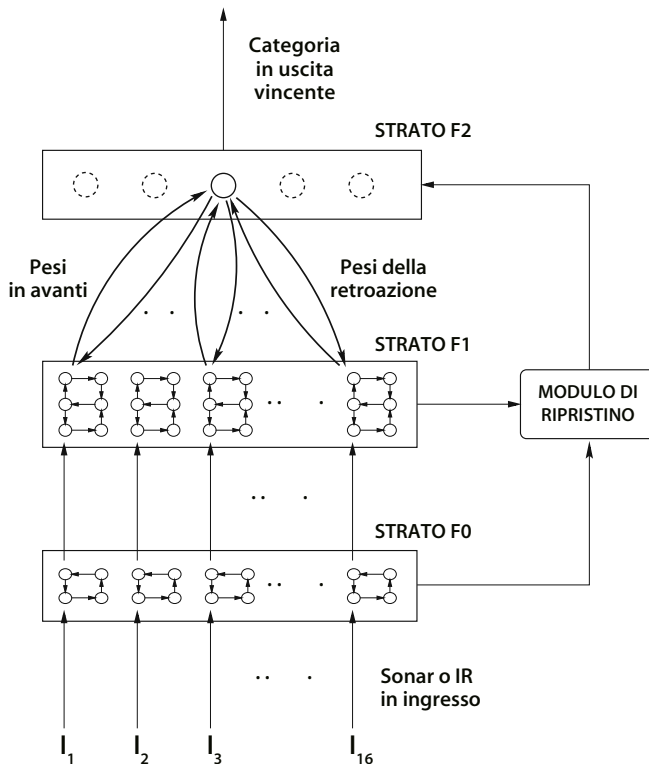 Categoria
in uscita
vincente
STRATO F2
Pesi
in avanti
Pesi della
retroazione
STRATO F1
MODULO DI
RIPRISTINO
STRATO F0
Sonar o IR
in ingresso
I1 I2 I3 I16